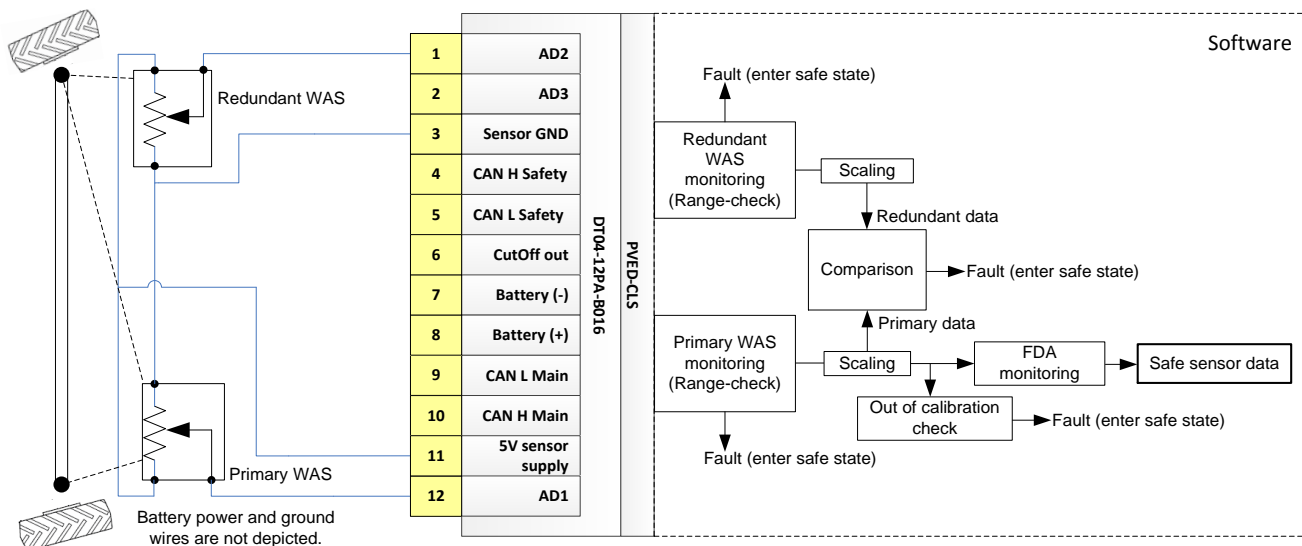 Software
Redundant WAS
Primary WAS
Battery power and ground
wires are not depicted.
1 AD2
2 AD3
3 Sensor GND
4 CAN H Safety
5 CAN L Safety
6 CutOff out
7 Battery (-)
8 Battery (+)
9 CAN L Main
10 CAN H Main
11 5V sensor
supply
12 AD1
DT04-12PA-B016
PVED-CLS
Fault (enter safe state)
Redundant
WAS
monitoring
(Range-check)
Scaling
Redundant data
Comparison
Fault (enter safe state)
Primary data
Primary WAS
monitoring
(Range-check)
Scaling
FDA
monitoring
Safe sensor data
Out of calibration
check
Fault (enter safe state)
Fault (enter safe state)